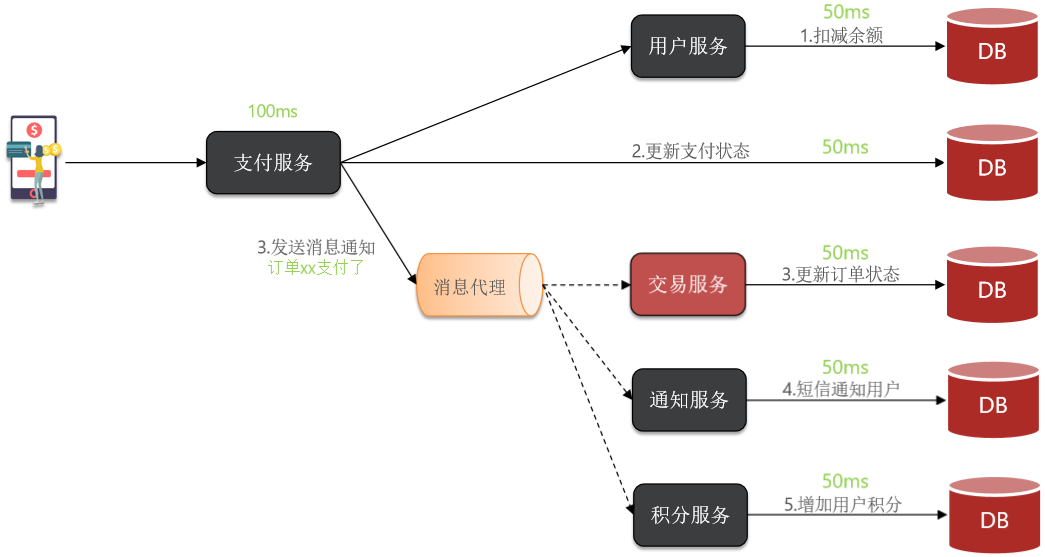 50ms
用户服务
1.扣减余额
DB
100ms
支付服务
2.更新支付状态
50ms
DB
3.发送消息通知
订单xx支付了
消息代理
交易服务
50ms
3.更新订单状态
DB
通知服务
50ms
4.短信通知用户
DB
积分服务
50ms
5.增加用户积分
DB
$